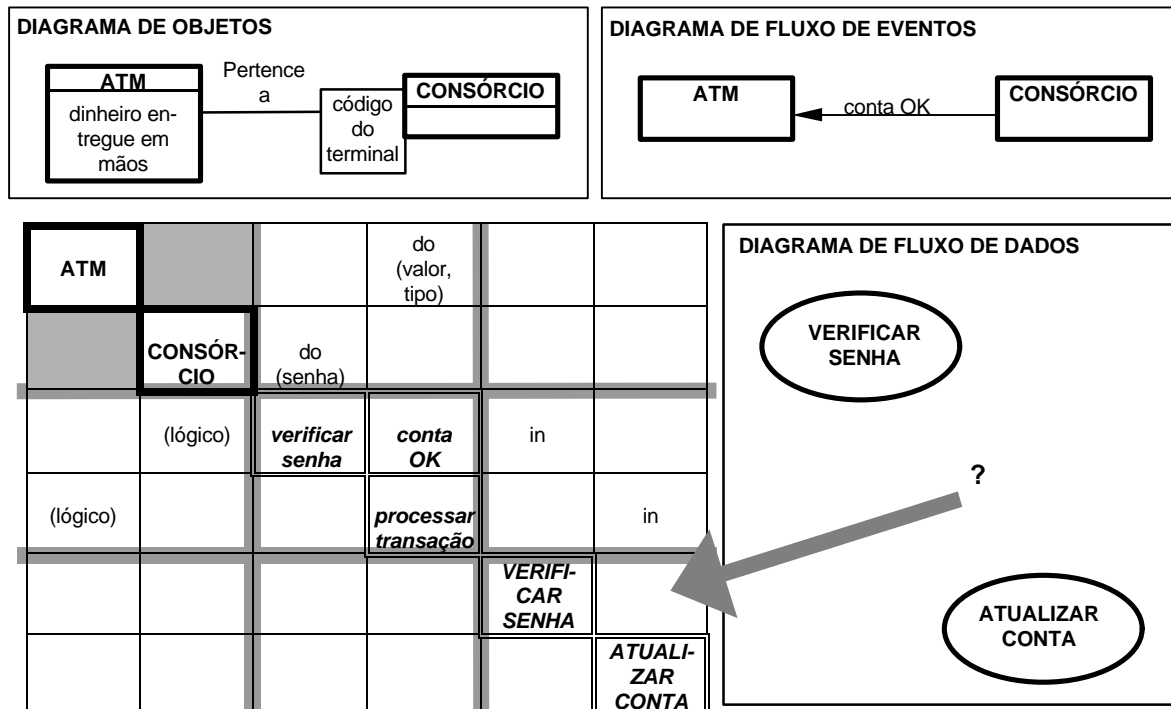 DIAGRAMA DE OBJETOS
ATM
dinheiro en-
tregue em
mãos
Pertence
a
código
do
terminal
CONSÓRCIO
DIAGRAMA DE FLUXO DE EVENTOS
ATM
conta OK
CONSÓRCIO
ATM
do
(valor,
tipo)
CONSÓR-
CIO
do
(senha)
(lógico)
verificar
senha
conta
OK
in
(lógico)
processar
transação
in
VERIFI-
CAR
SENHA
ATUALI-
ZAR
CONTA
DIAGRAMA DE FLUXO DE DADOS
VERIFICAR
SENHA
?
ATUALIZAR
CONTA